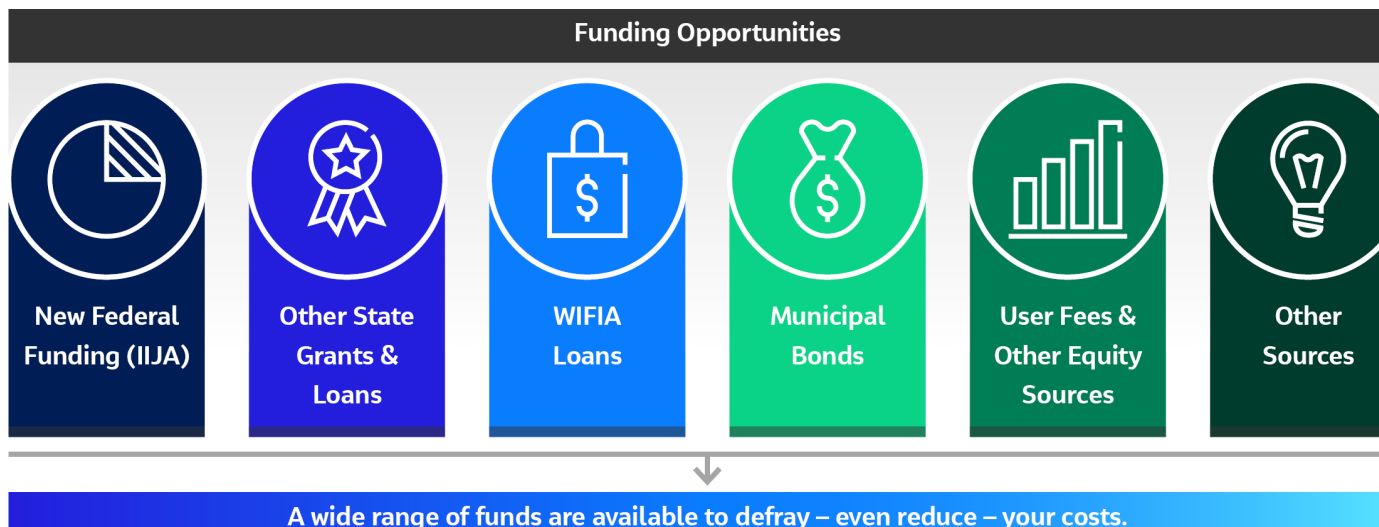 Funding Opportunities
New Federal
Funding (IIJA)
Other State
Grants &
Loans
WIFIA
Loans
Municipal
Bonds
User Fees &
Other Equity
Sources
Other
Sources
A wide range of funds are available to defray – even reduce – your costs.